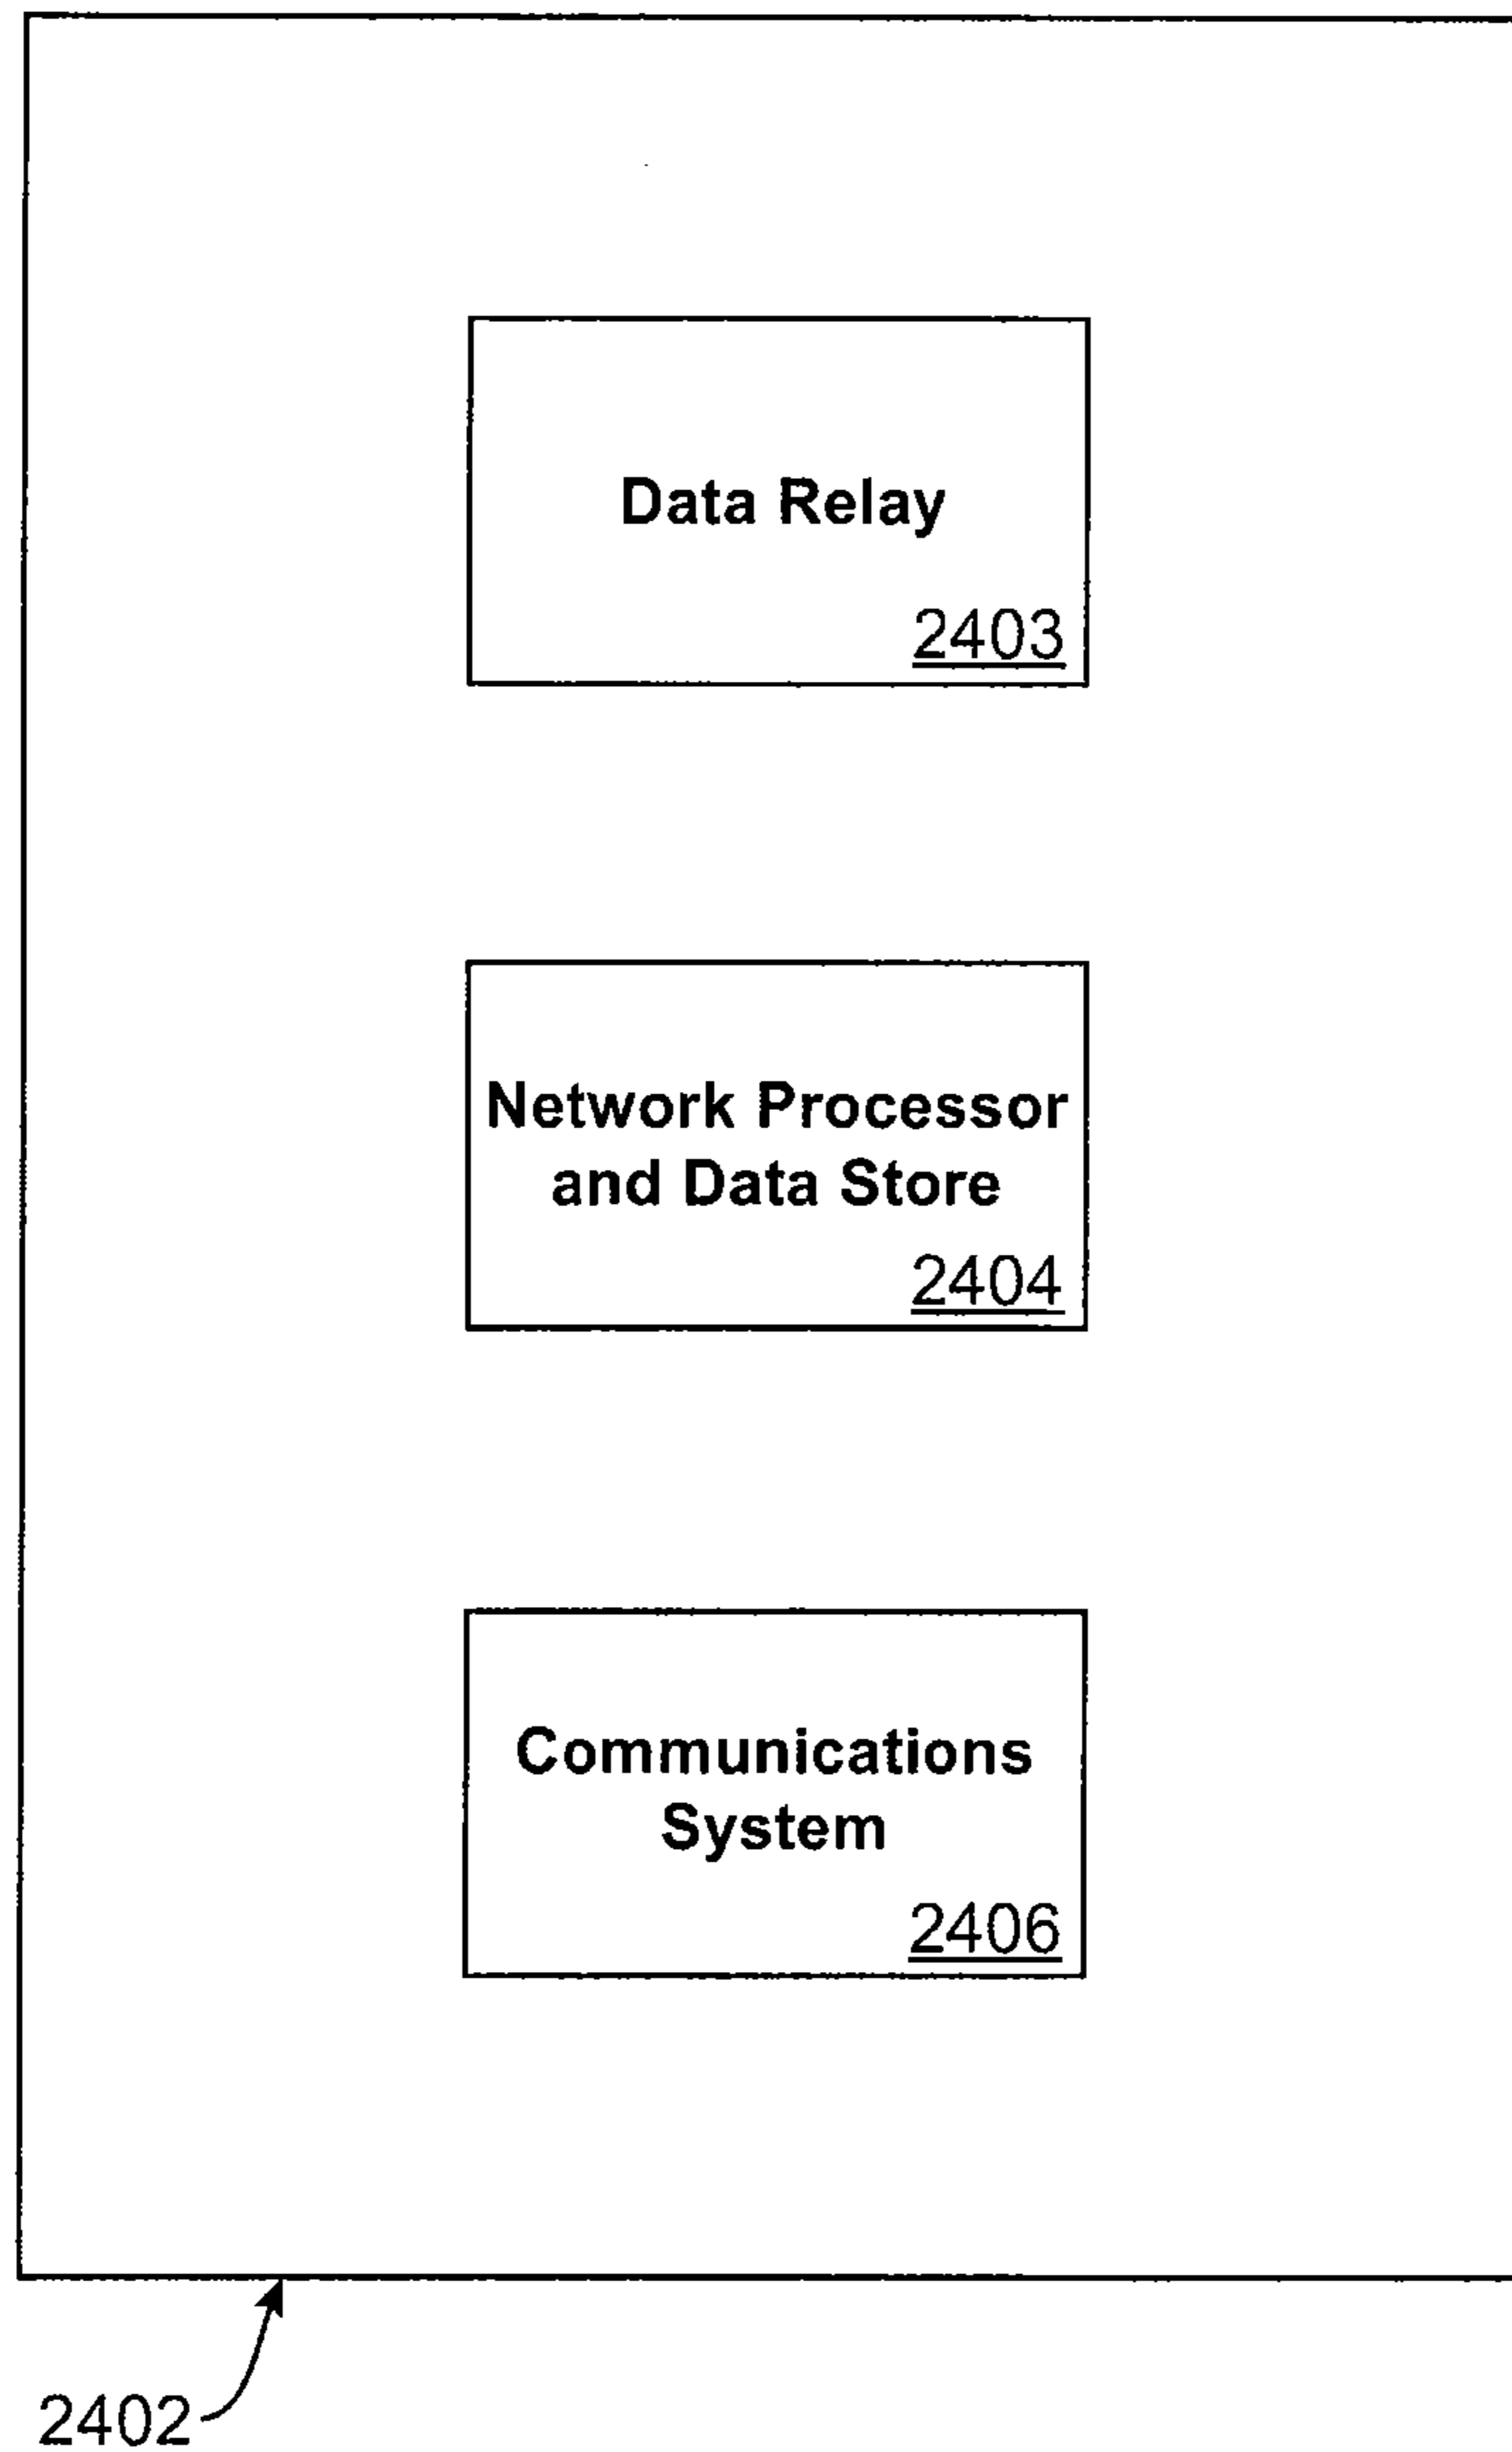 Data Relay
2403
Network Processor
and Data Store
2404
Communications
System
2406
2402